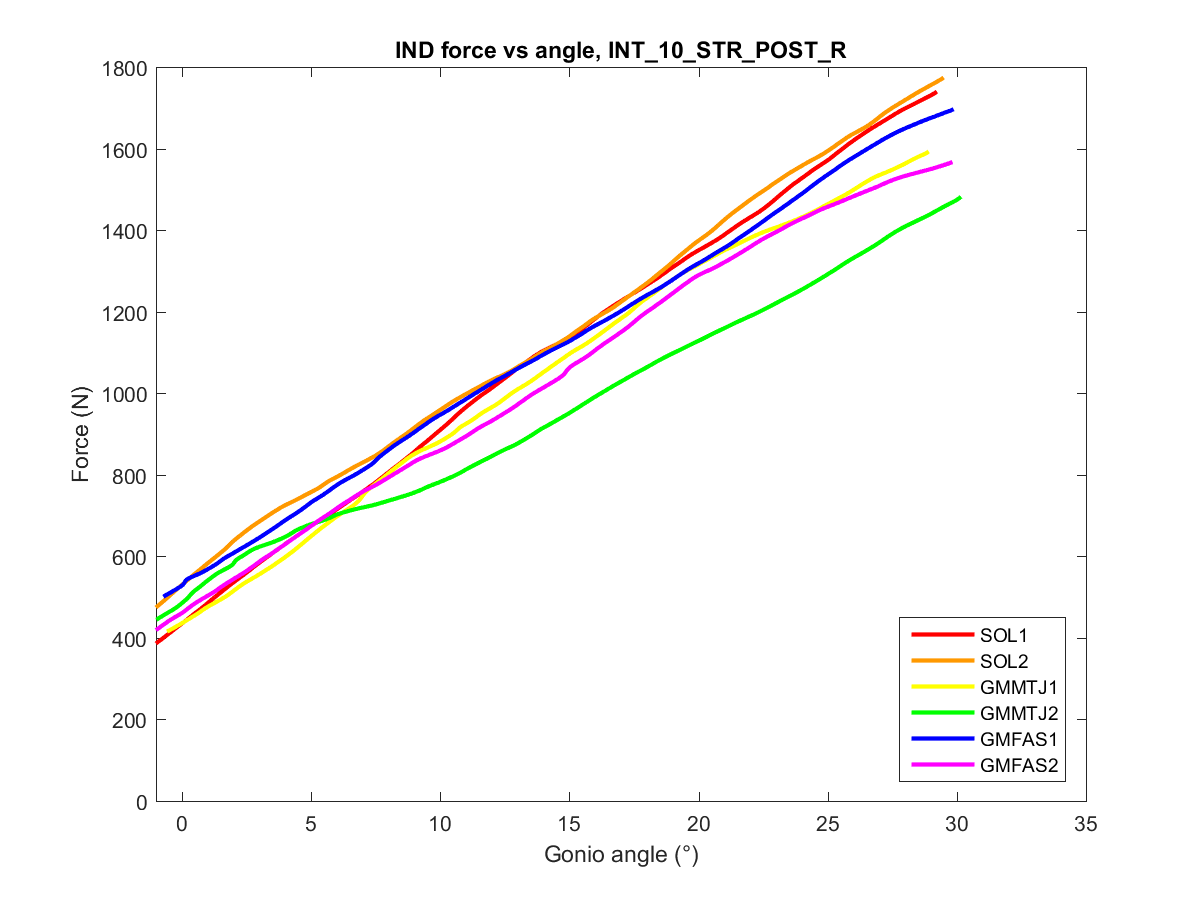 IND force vs angle, INT_10_STR_POST_R
1800
1600
1400
1200
1000
800
600
400
200
0
Force (N)
0 5 10 15 20 25 30 35
Gonio angle (°)
SOL1
SOL2
GMMTJ1
GMMTJ2
GMFAS1
GMFAS2